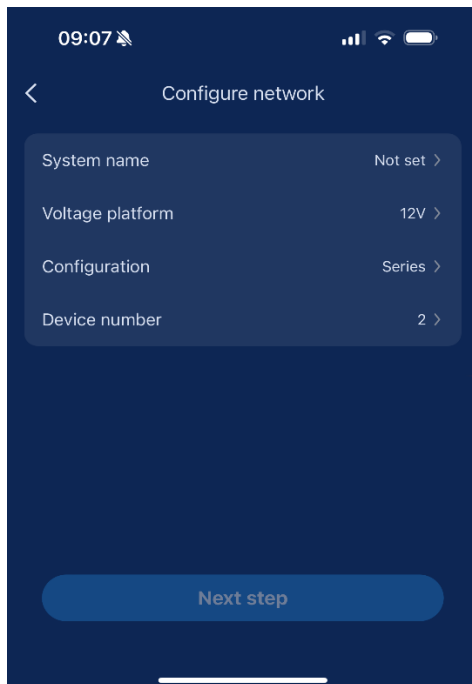 09:07
Configure network
System name Not set
Voltage platform 12V
Configuration Series
Device number 2
Next step